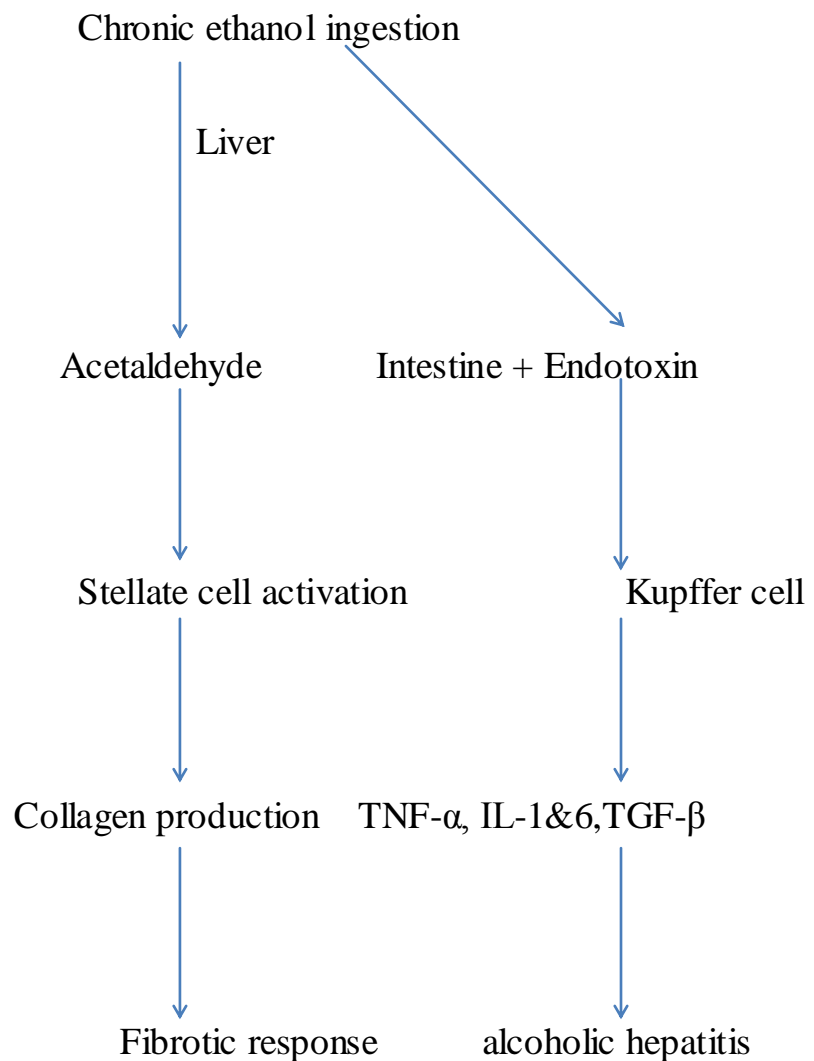 Chronic ethanol ingestion
Liver
Acetaldehyde
Intestine + Endotoxin
Stellate cell activation
Kupffer cell
Collagen production
TNF-α, IL-1&6,TGF-β
Fibrotic response
alcoholic hepatitis